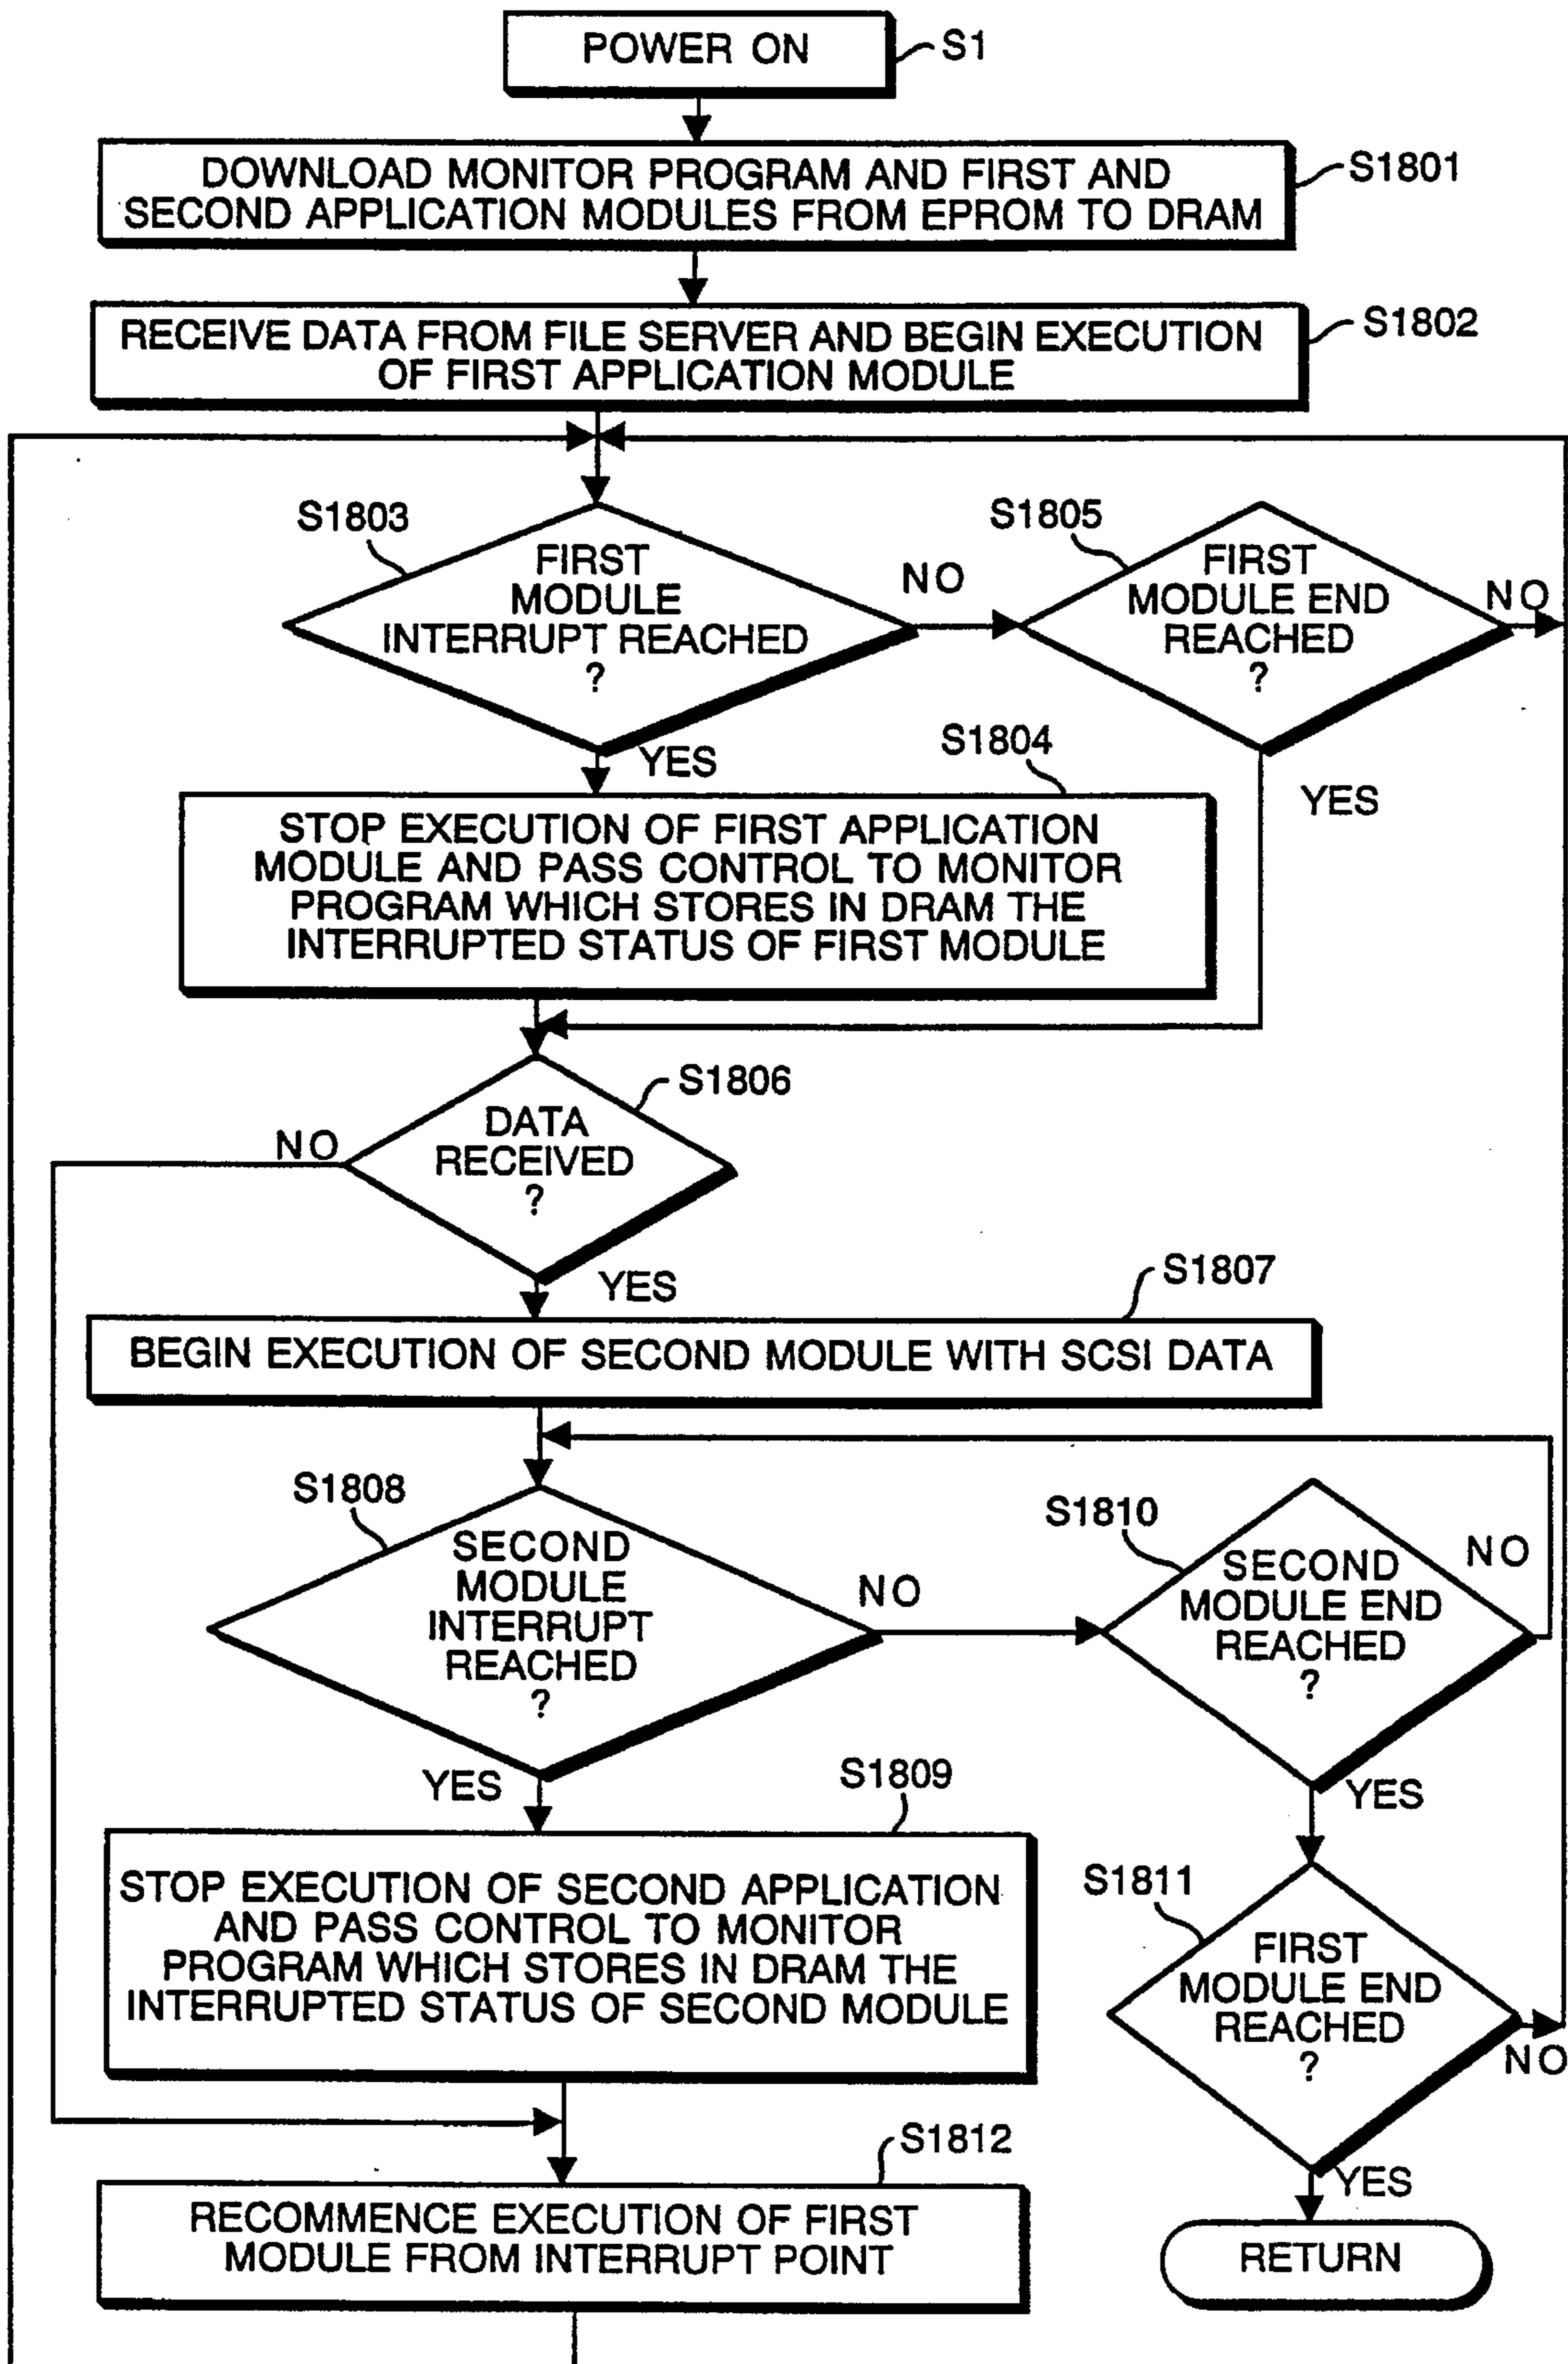 POWER ON
S1
DOWNLOAD MONITOR PROGRAM AND FIRST AND
SECOND APPLICATION MODULES FROM EPROM TO DRAM
S1801
RECEIVE DATA FROM FILE SERVER AND BEGIN EXECUTION
OF FIRST APPLICATION MODULE
S1802
S1803
FIRST
MODULE
INTERRUPT REACHED
?
NO
YES
S1805
FIRST
MODULE END
REACHED
?
NO
YES
S1804
STOP EXECUTION OF FIRST APPLICATION
MODULE AND PASS CONTROL TO MONITOR
PROGRAM WHICH STORES IN DRAM THE
INTERRUPTED STATUS OF FIRST MODULE
S1806
DATA
RECEIVED
?
NO
YES
S1807
BEGIN EXECUTION OF SECOND MODULE WITH SCSI DATA
S1808
SECOND
MODULE
INTERRUPT
REACHED
?
NO
YES
S1810
SECOND
MODULE END
REACHED
?
NO
YES
S1809
STOP EXECUTION OF SECOND APPLICATION
AND PASS CONTROL TO MONITOR
PROGRAM WHICH STORES IN DRAM THE
INTERRUPTED STATUS OF SECOND MODULE
S1811
FIRST
MODULE END
REACHED
?
NO
YES
S1812
RECOMMENCE EXECUTION OF FIRST
MODULE FROM INTERRUPT POINT
RETURN